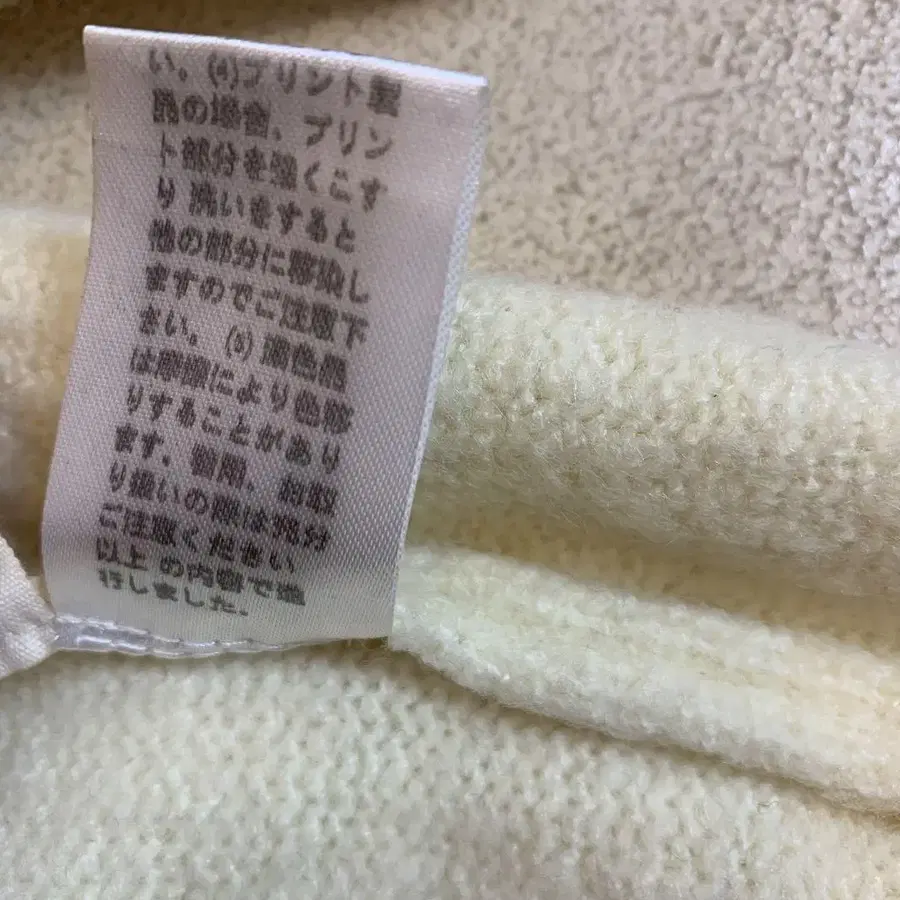 い。(4)プリント製
品の場合、プリン
ト部分を強くこす
り洗いをすると
他の部分に移染し
ますのでご注意下
さい。(5)濃色品
は摩擦により色移
りすることがあり
ます。着用、お取
り扱いの際は充分
ご注意ください
以上の内容で進
行しました。